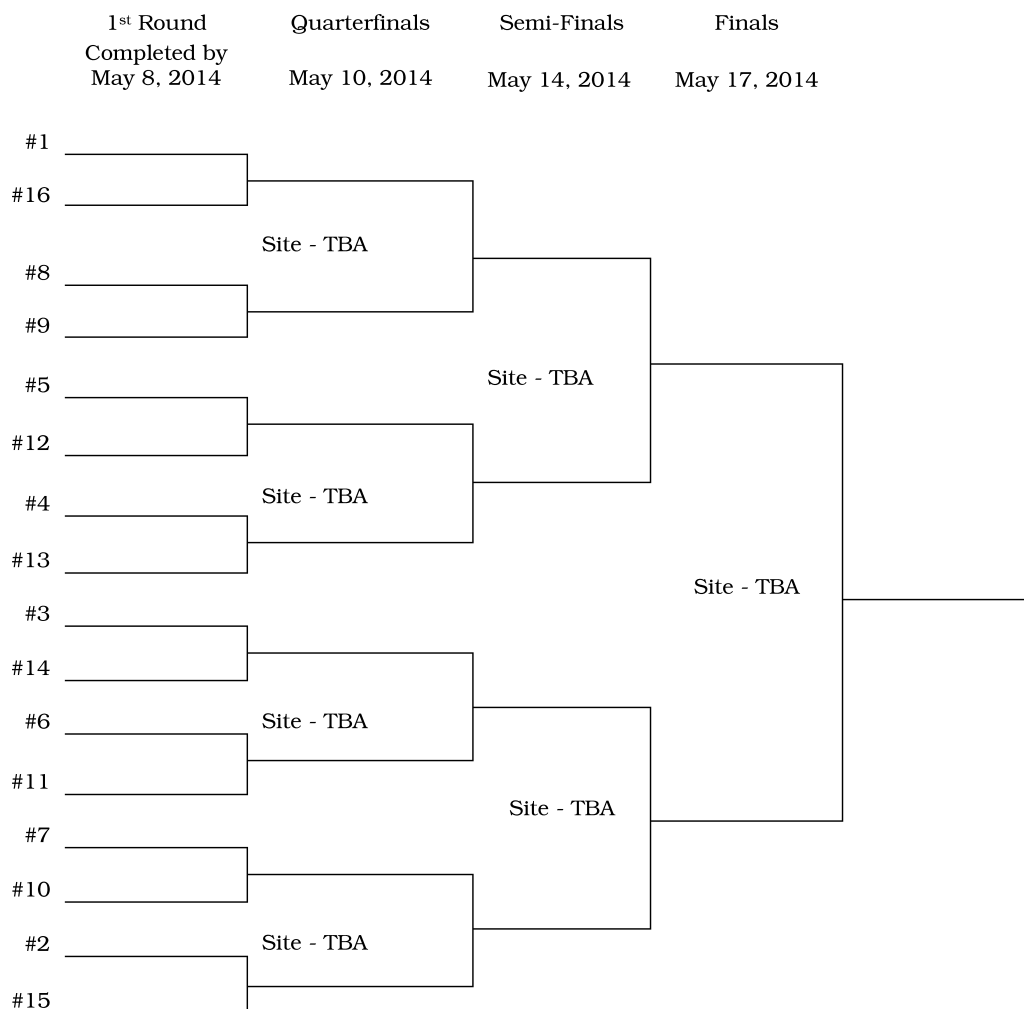 1st Round
Completed by
May 8, 2014
Quarterfinals
May 10, 2014
Semi-Finals
May 14, 2014
Finals
May 17, 2014
#1
#16
Site - TBA
#8
#9
Site - TBA
#5
#12
Site - TBA
#4
#13
Site - TBA
#3
#14
Site - TBA
#6
#11
Site - TBA
#7
#10
Site - TBA
#2
#15